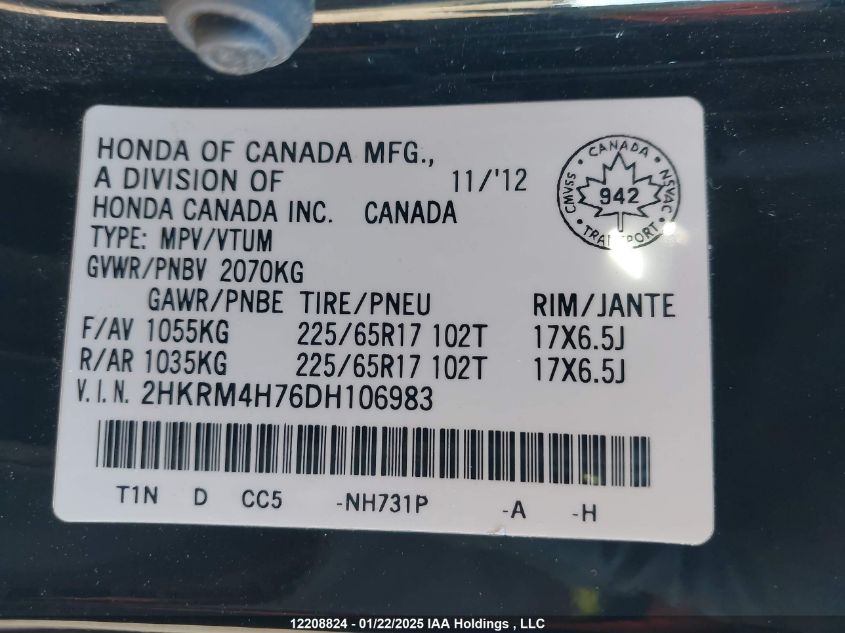 HONDA OF CANADA MFG.,
A DIVISION OF 11/'12
HONDA CANADA INC. CANADA
TYPE: MPV/VTUM
GVWR/PNBV 2070KG
GAWR/PNBE TIRE/PNEU RIM/JANTE
F/AV 1055KG 225/65R17 102T 17X6.5J
R/AR 1035KG 225/65R17 102T 17X6.5J
V.I.N. 2HKRM4H76DH106983
T1N D CC5 -NH731P -A -H
CANADA
CMVSS 942 NSVAC
TRANSPORT
12208824 - 01/22/2025 IAA Holdings , LLC